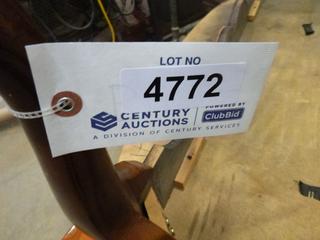 LOT NO
4772
CENTURY AUCTIONS
POWERED BY
ClubBid
A DIVISION OF CENTURY SERVICES